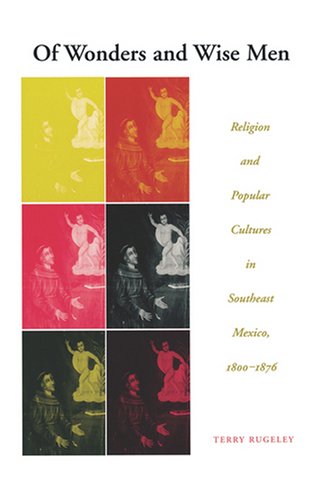 Of Wonders and Wise Men
Religion
and
Popular
Cultures
in
Southeast
Mexico,
1800–1876
TERRY RUGELEY